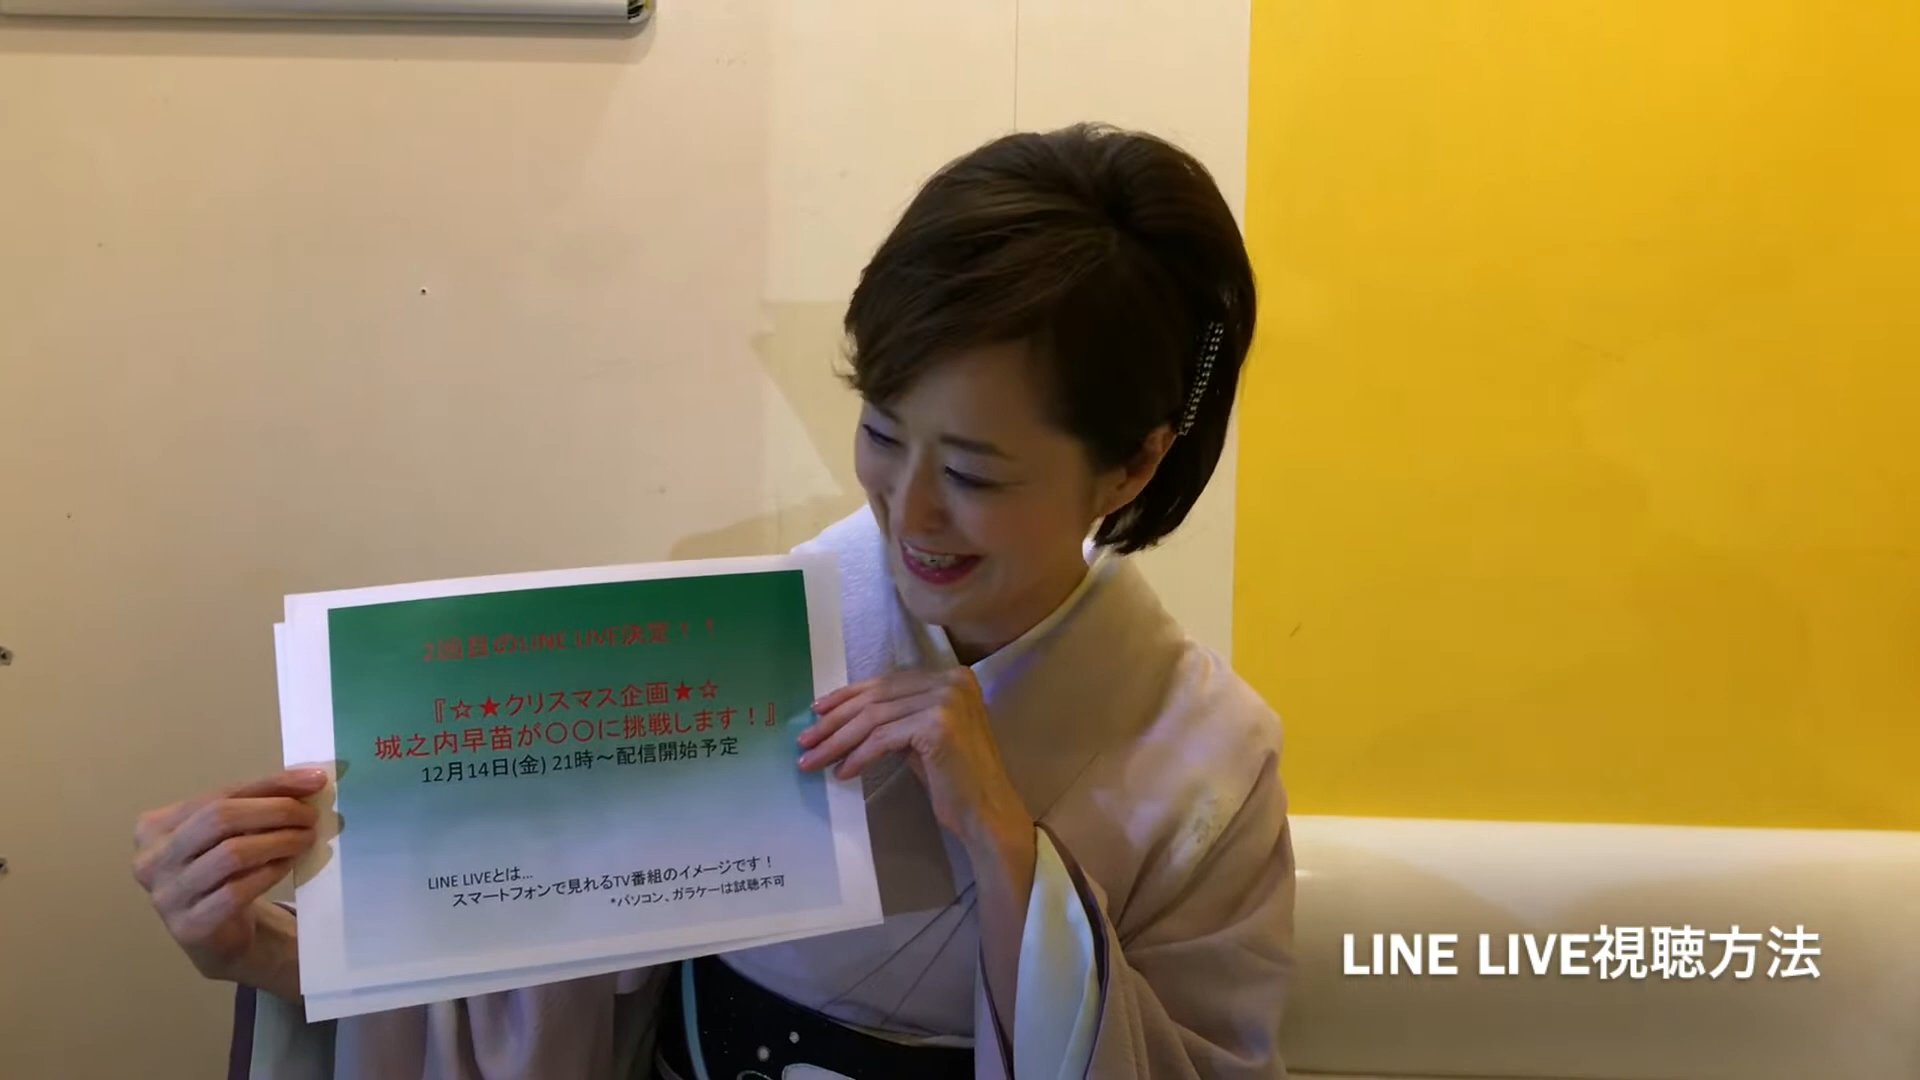 2回目のLINE LIVE決定！！
『☆★クリスマス企画★☆
城之内早苗が〇〇に挑戦します！』
12月14日(金) 21時～配信開始予定
LINE LIVEとは...
スマートフォンで見れるTV番組のイメージです！
*パソコン、ガラケーは試聴不可
LINE LIVE視聴方法